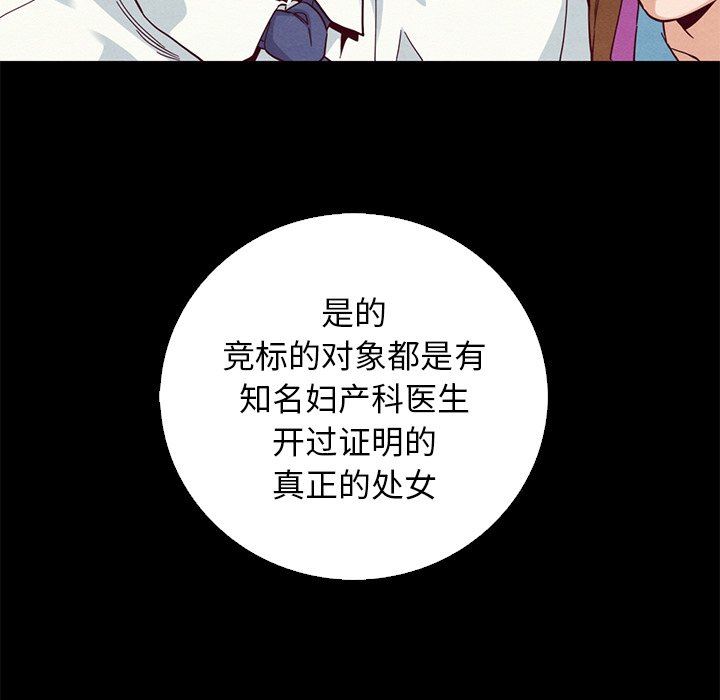 是的
竞标的对象都是有
知名妇产科医生
开过证明的
真正的处女